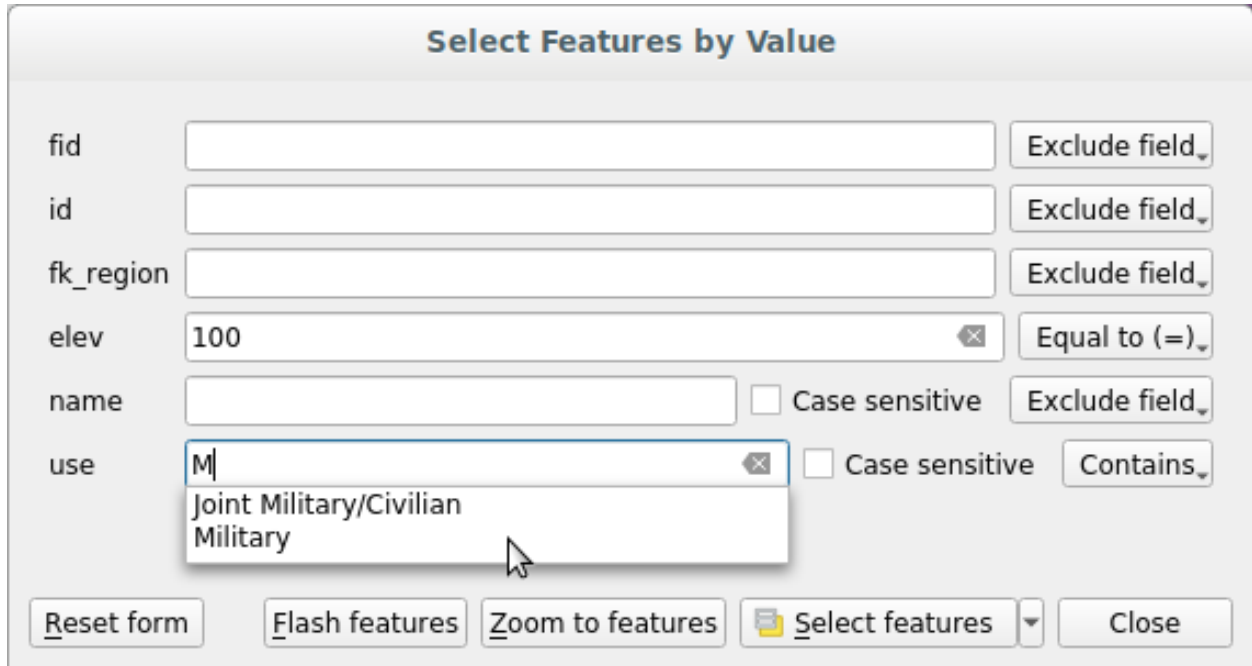 Select Features by Value
fid Exclude field
id Exclude field
fk_region Exclude field
elev 100 Equal to (=)
name Case sensitive Exclude field
use M Case sensitive Contains
Joint Military/Civilian
Military
Reset form Flash features Zoom to features Select features Close